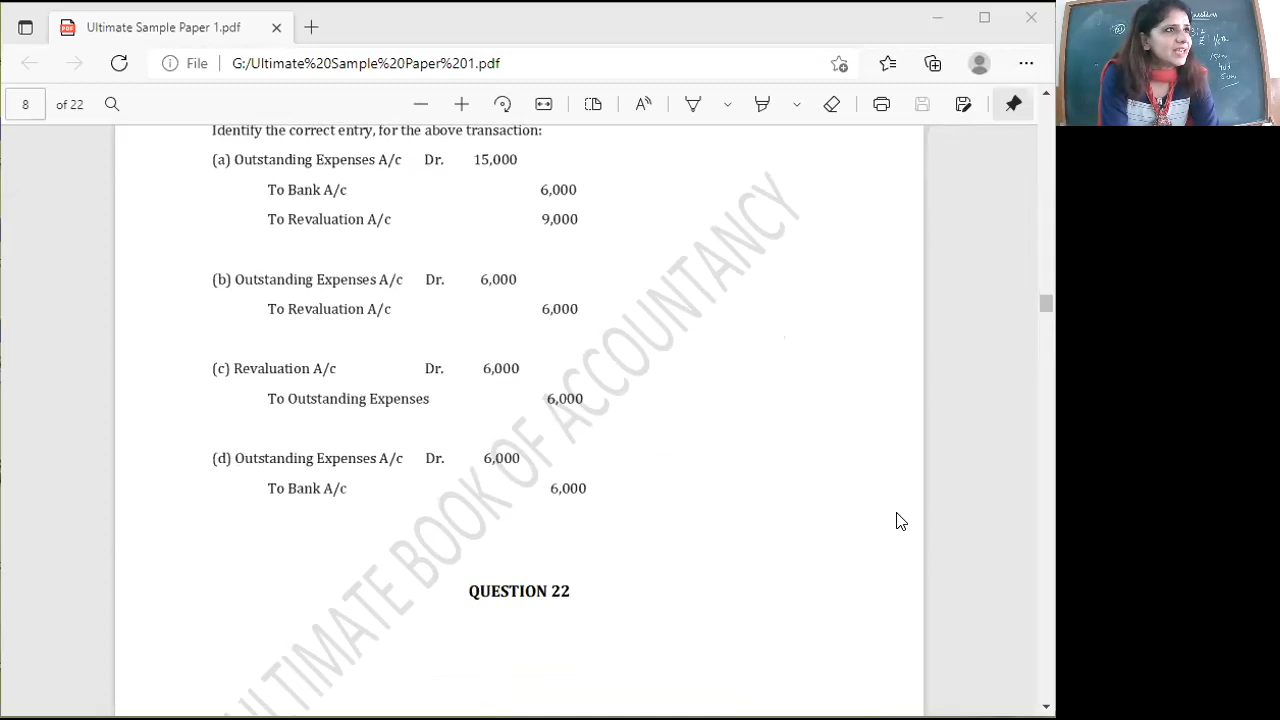 Ultimate Sample Paper 1.pdf
File G:/Ultimate%20Sample%20Paper%201.pdf
8 of 22
Identify the correct entry, for the above transaction:
(a) Outstanding Expenses A/c Dr. 15,000
To Bank A/c 6,000
To Revaluation A/c 9,000
(b) Outstanding Expenses A/c Dr. 6,000
To Revaluation A/c 6,000
(c) Revaluation A/c Dr. 6,000
To Outstanding Expenses 6,000
(d) Outstanding Expenses A/c Dr. 6,000
To Bank A/c 6,000
QUESTION 22
ULTIMATE BOOK OF ACCOUNTANCY